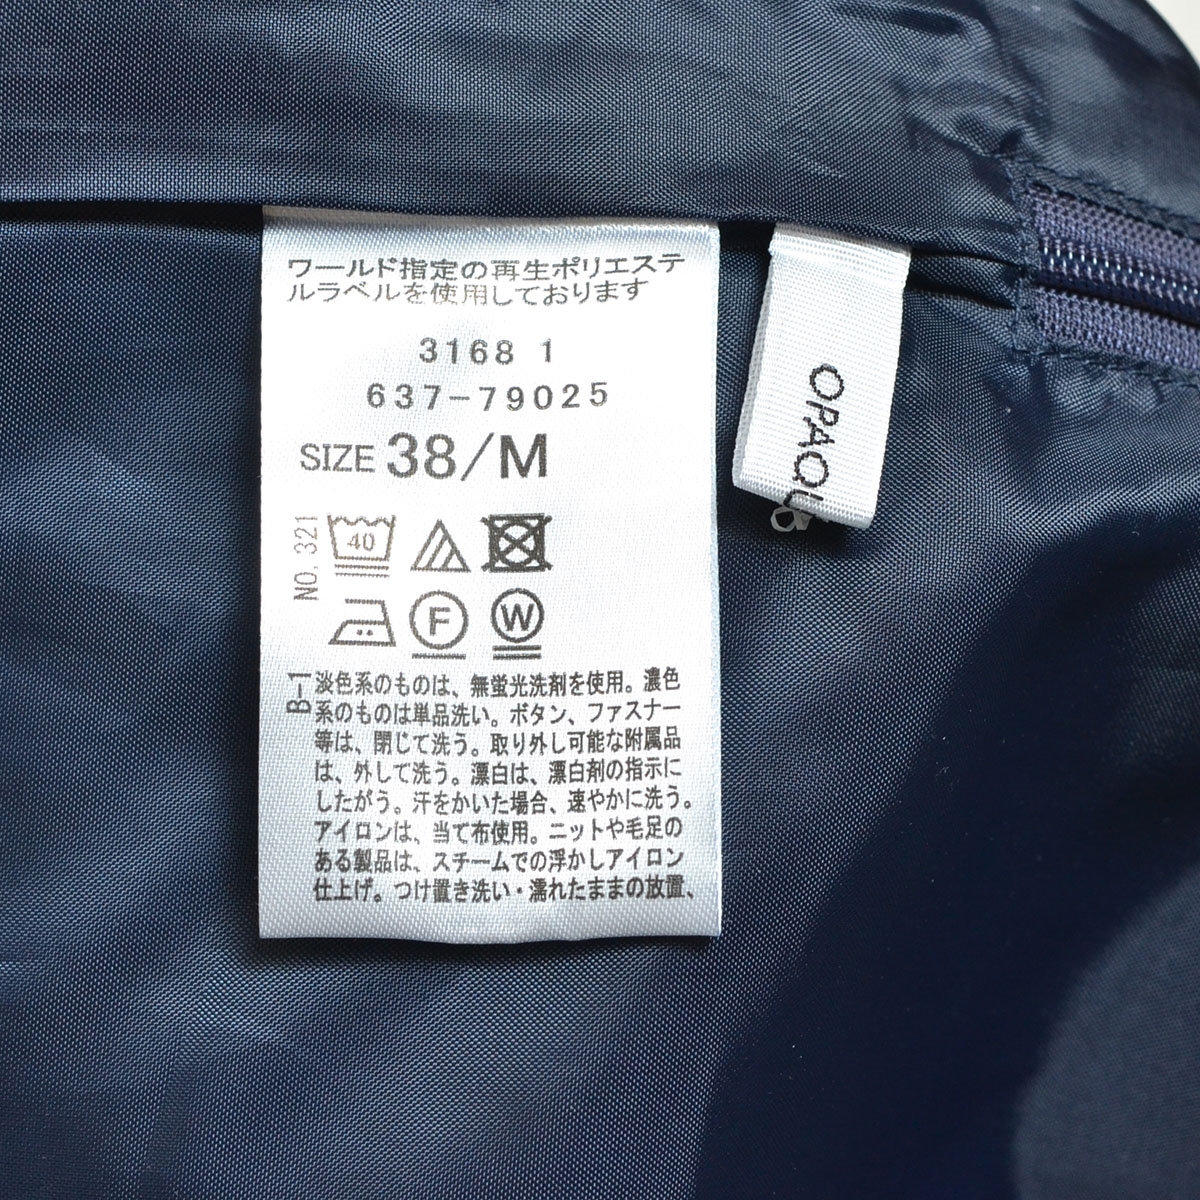 ワールド指定の再生ポリエステ
ルラベルを使用しております
3168 1
637-79025
SIZE 38/M
NO. 321
40
F
W
B-1
淡色系のものは、無蛍光洗剤を使用。濃色
系のものは単品洗い。ボタン、ファスナー
等は、閉じて洗う。取り外し可能な附属品
は、外して洗う。漂白は、漂白剤の指示に
したがう。汗をかいた場合、速やかに洗う。
アイロンは、当て布使用。ニットや毛足の
ある製品は、スチームでの浮かしアイロン
仕上げ。つけ置き洗い・濡れたままの放置、
OPAQU